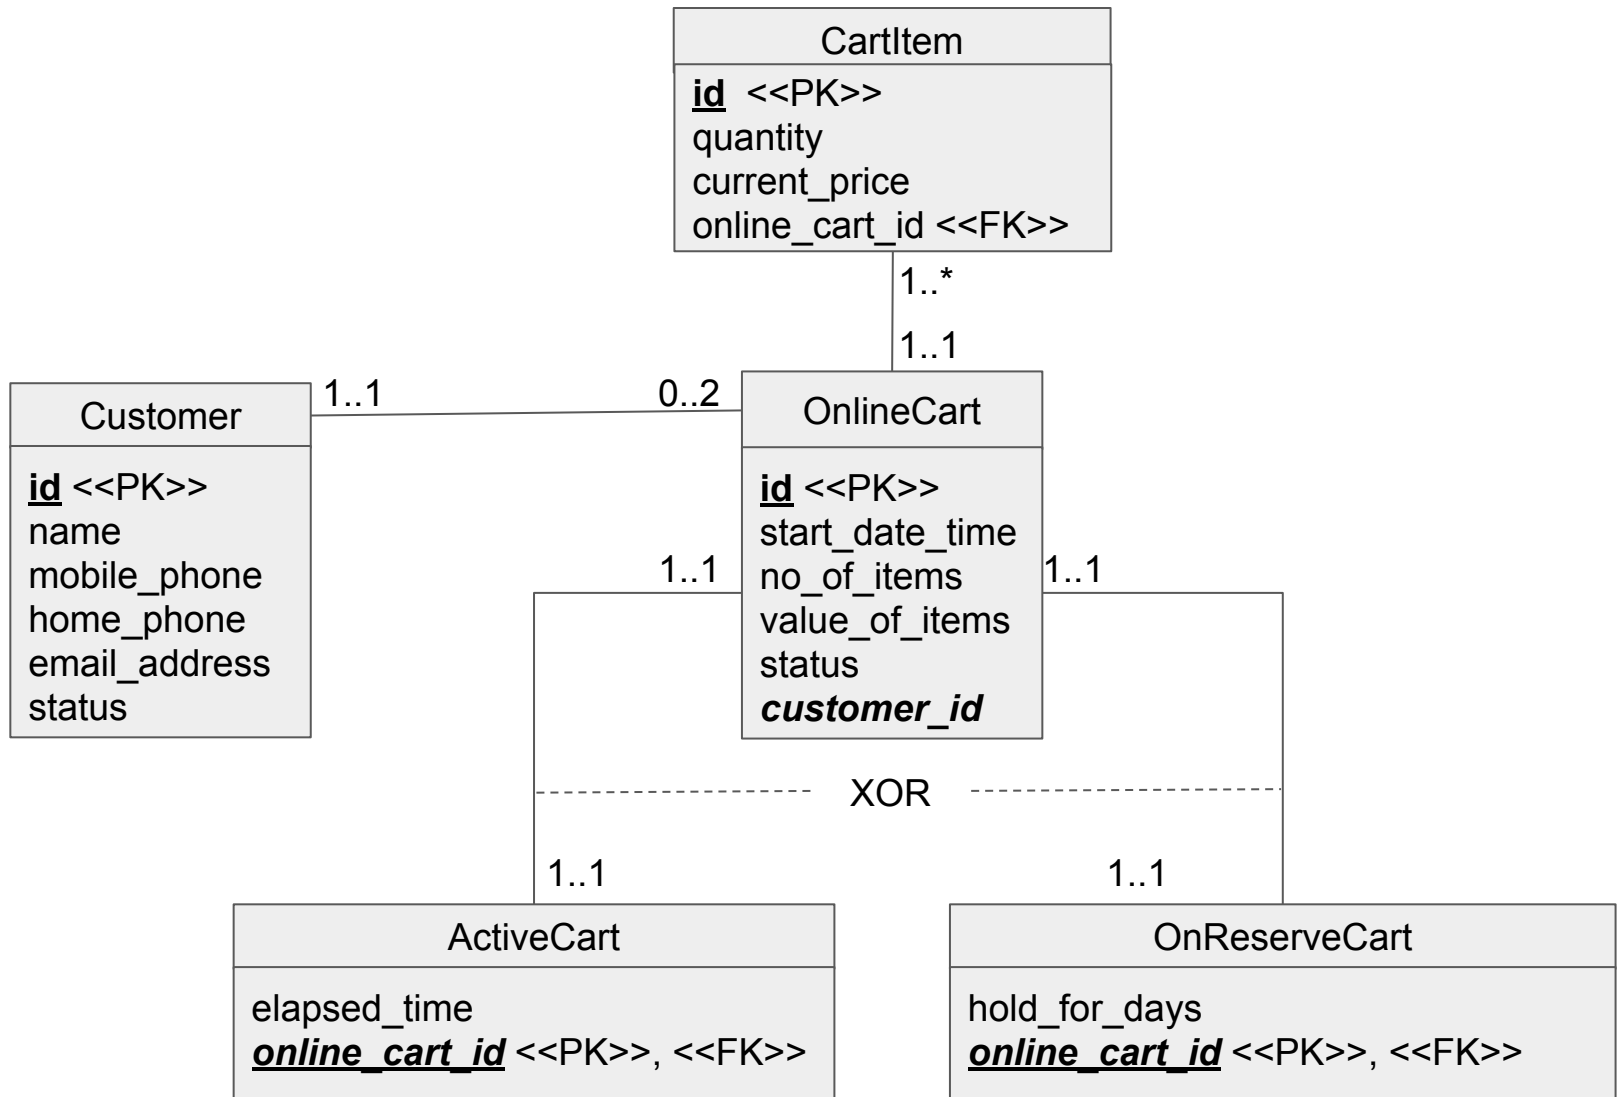 CartItem
id <<PK>>
quantity
current_price
online_cart_id <<FK>>
1..*
1..1
Customer
id <<PK>>
name
mobile_phone
home_phone
email_address
status
1..1
0..2
OnlineCart
id <<PK>>
start_date_time
no_of_items
value_of_items
status
customer_id
1..1
1..1
XOR
1..1
1..1
ActiveCart
elapsed_time
online_cart_id <<PK>>, <<FK>>
OnReserveCart
hold_for_days
online_cart_id <<PK>>, <<FK>>